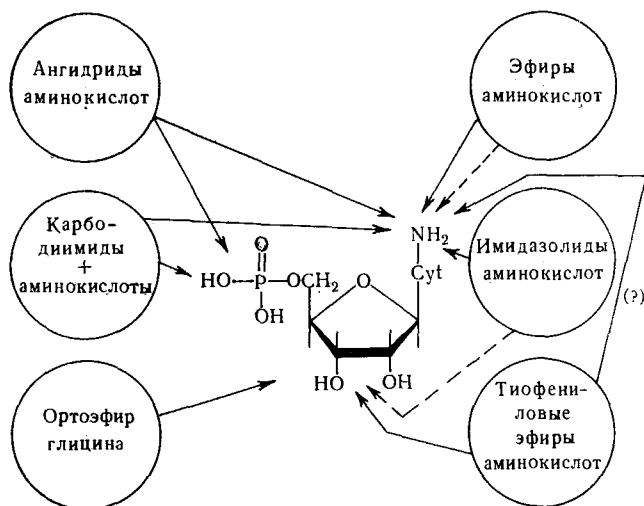 Ангидриды
аминокислот
Эфиры
аминокислот
Карбо-
диимиды
+
аминокислоты
NH₂
Cyt
Имидазолиды
аминокислот
(?)
O
HO—P—OCH₂
OH
O
HO
OH
Ортоэфир
глицина
Тиофени-
ловые
эфиры
аминокислот